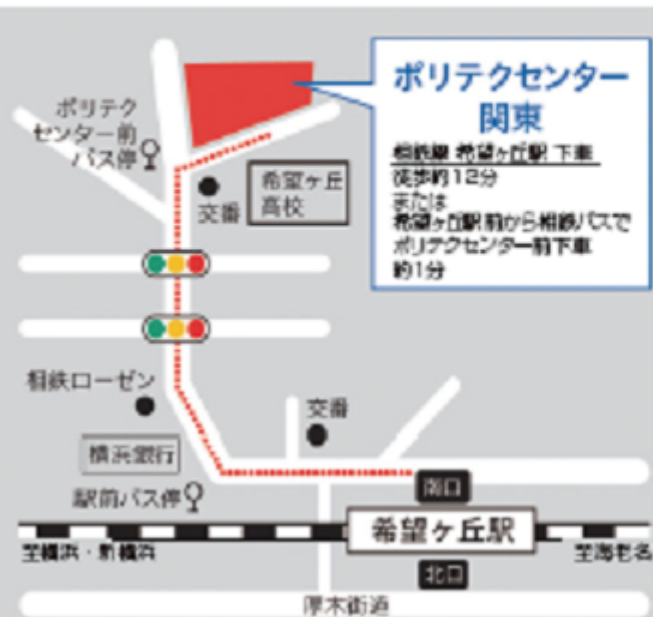 ポリテクセンター
関東
相鉄線 希望ヶ丘駅 下車
徒歩約12分
または
希望ヶ丘駅前から相鉄バスで
ポリテクセンター前下車
約1分
ポリテク
センター前
バス停
交番
希望ヶ丘
高校
相鉄ローゼン
交番
横浜銀行
駅前バス停
南口
希望ヶ丘駅
至横浜・新横浜
至海老名
北口
厚木街道